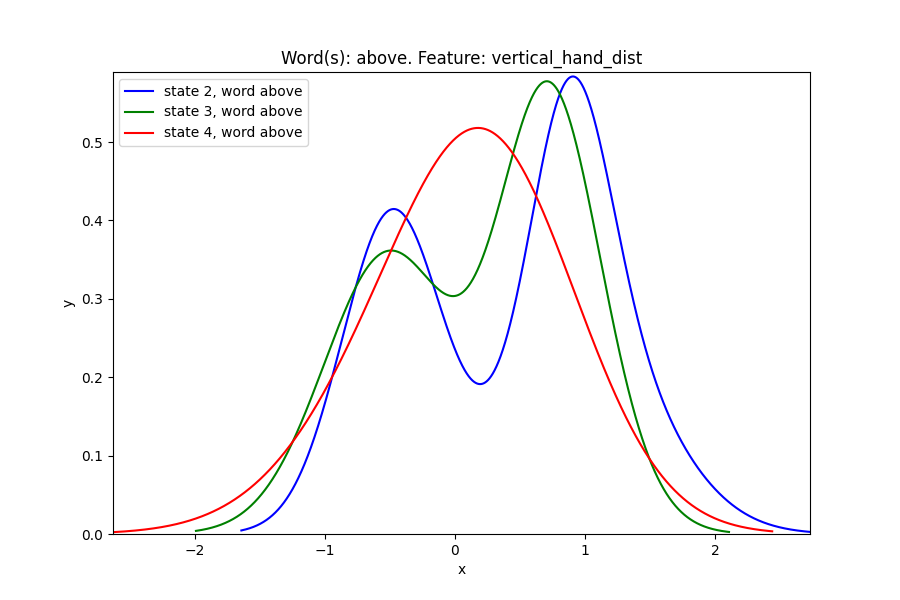 Word(s): above. Feature: vertical_hand_dist
state 2, word above
state 3, word above
state 4, word above
0.5
0.4
0.3
0.2
0.1
0.0
y
−2 −1 0 1 2
x